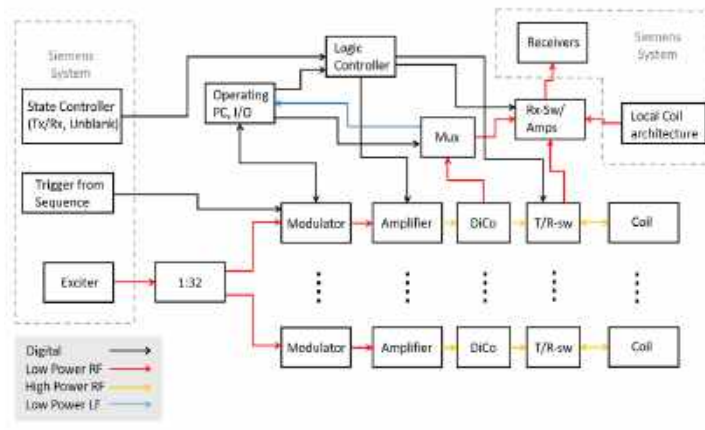 Siemens
System
State Controller
(Tx/Rx, Unblank)
Trigger from
Sequence
Exciter
1:32
Logic
Controller
Operating
PC, I/O
Mux
Receivers
Siemens
System
Rx-Sw/
Amps
Local Coil
architecture
Modulator
Amplifier
DiCo
T/R-sw
Coil
Modulator
Amplifier
DiCo
T/R-sw
Coil
Digital
Low Power RF
High Power RF
Low Power LF